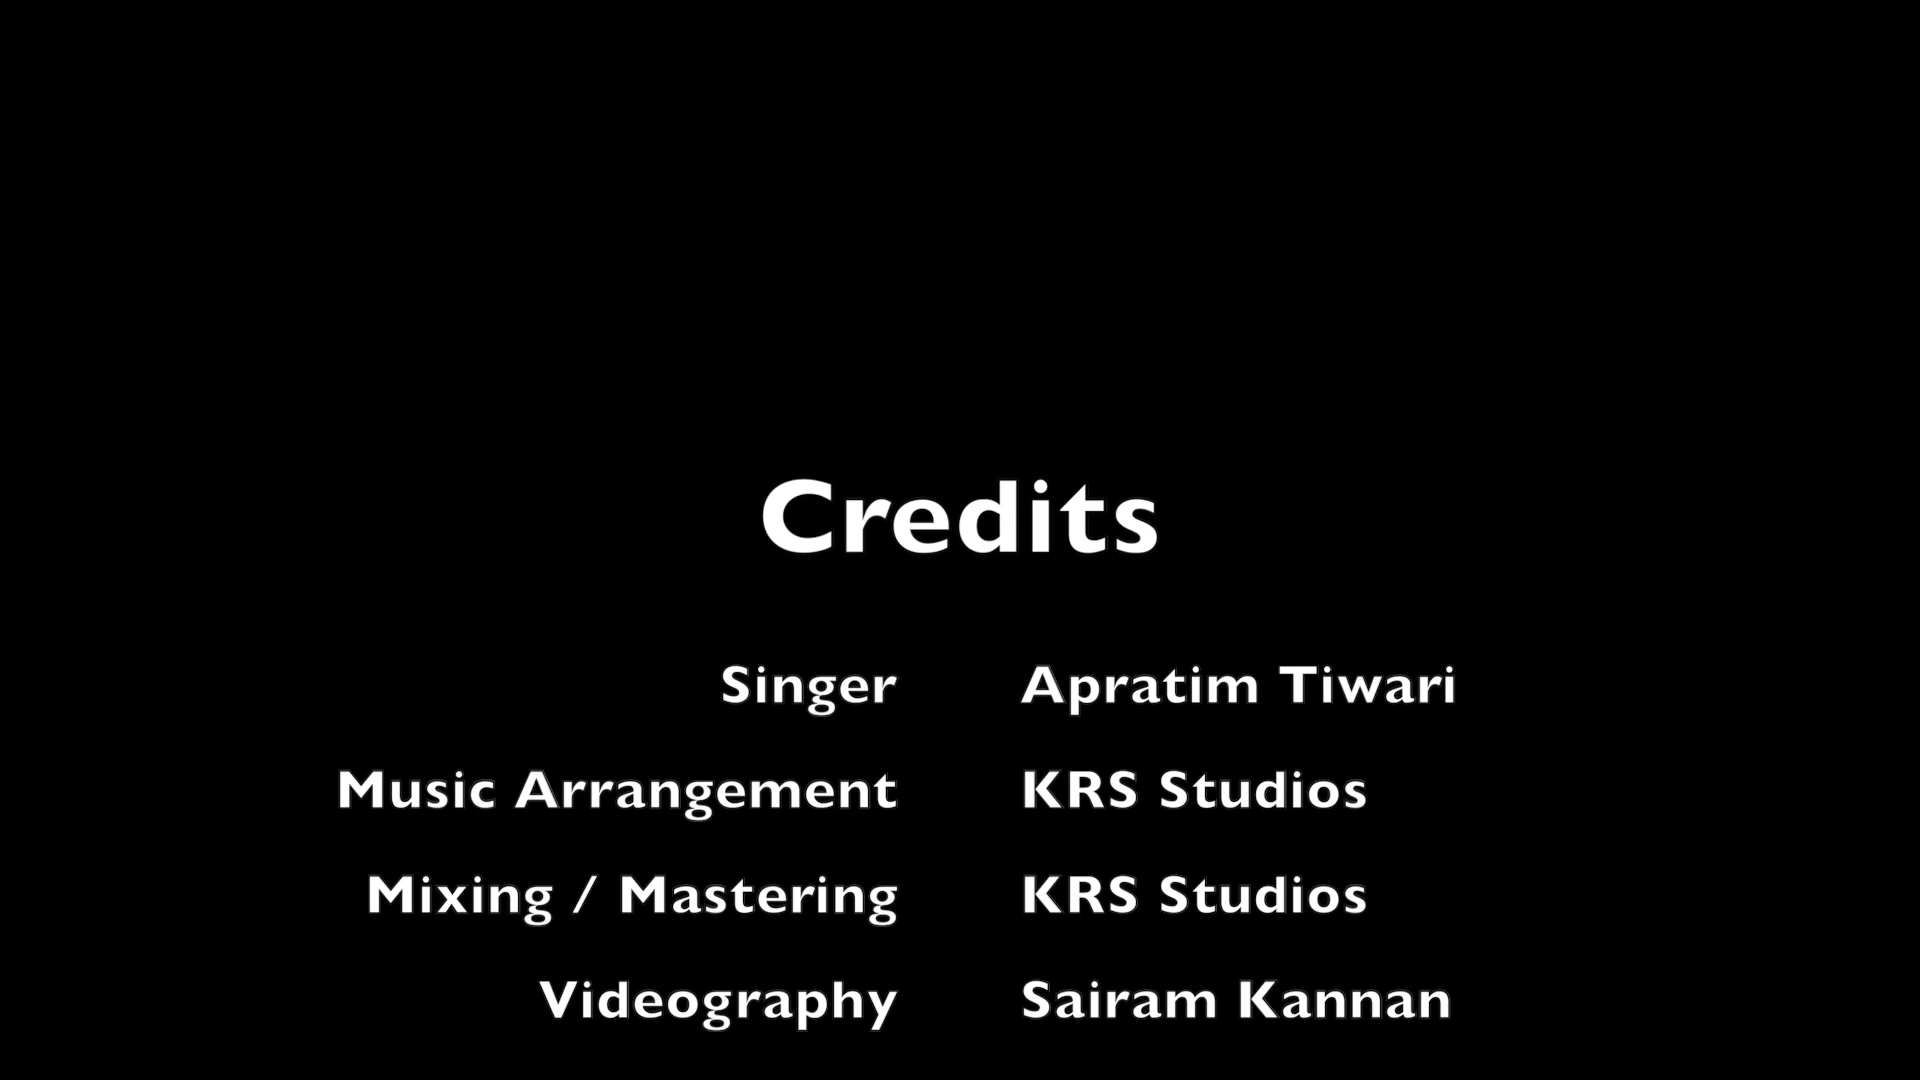 Credits
Singer Apratim Tiwari
Music Arrangement KRS Studios
Mixing / Mastering KRS Studios
Videography Sairam Kannan